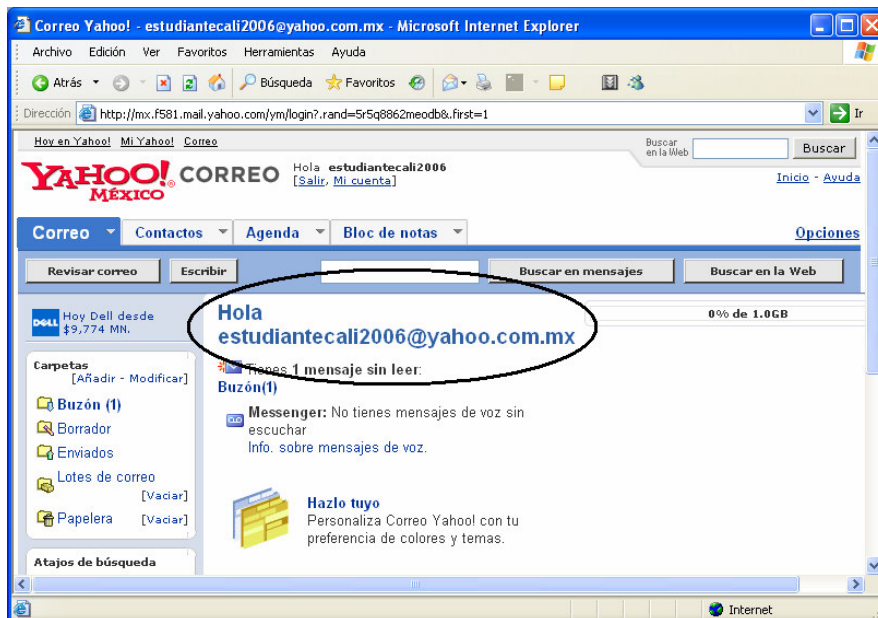 Correo Yahoo! - estudiantecali2006@yahoo.com.mx - Microsoft Internet Explorer
Archivo Edición Ver Favoritos Herramientas Ayuda
Atrás Búsqueda Favoritos
Dirección http://mx.f581.mail.yahoo.com/ym/login?.rand=5r5q8862meodb&.first=1 Ir
Hoy en Yahoo! Mi Yahoo! Correo
Buscar en la Web Buscar
YAHOO! MÉXICO CORREO
Hola estudiantecali2006
[Salir, Mi cuenta]
Inicio - Ayuda
Correo Contactos Agenda Bloc de notas Opciones
Revisar correo Escribir Buscar en mensajes Buscar en la Web
DELL Hoy Dell desde
$9,774 MN.
Carpetas
[Añadir - Modificar]
Buzón (1)
Borrador
Enviados
Lotes de correo
[Vaciar]
Papelera [Vaciar]
Atajos de búsqueda
Hola
estudiantecali2006@yahoo.com.mx
0% de 1.0GB
Tienes 1 mensaje sin leer:
Buzón(1)
Messenger: No tienes mensajes de voz sin
escuchar
Info. sobre mensajes de voz.
Hazlo tuyo
Personaliza Correo Yahoo! con tu
preferencia de colores y temas.
Internet